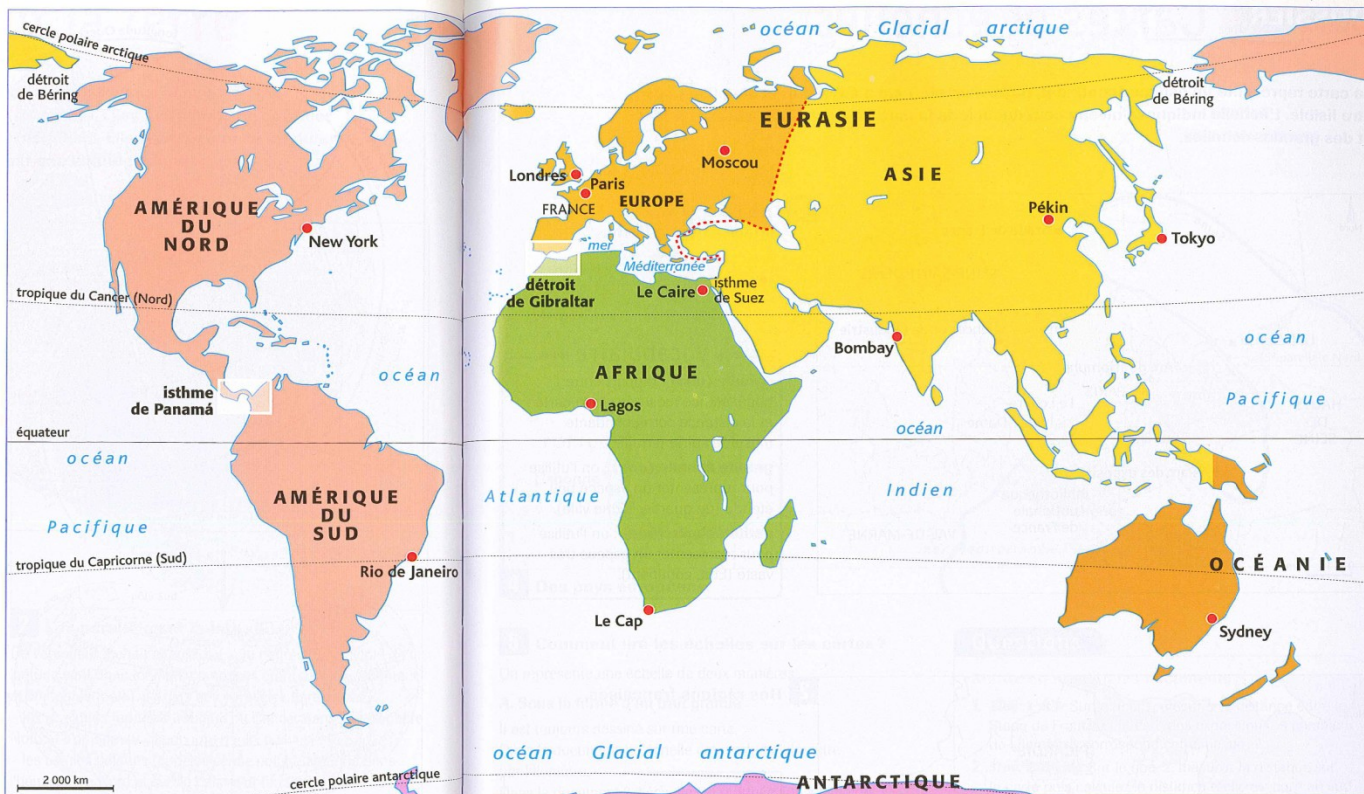 océan Glacial arctique
cercle polaire arctique
détroit
de Béring
détroit
de Béring
EURASIE
Moscou
ASIE
Londres
Paris
FRANCE
EUROPE
AMÉRIQUE
DU
NORD
New York
Pékin
Tokyo
mer
Méditerranée
détroit
de Gibraltar
Le Caire
isthme
de Suez
tropique du Cancer (Nord)
Bombay
océan
Pacifique
AFRIQUE
océan
isthme
de Panamá
Lagos
équateur
océan
Pacifique
océan
Indien
Atlantique
AMÉRIQUE
DU
SUD
tropique du Capricorne (Sud)
Rio de Janeiro
OCÉANIE
Le Cap
Sydney
océan Glacial antarctique
2 000 km
cercle polaire antarctique
ANTARCTIQUE